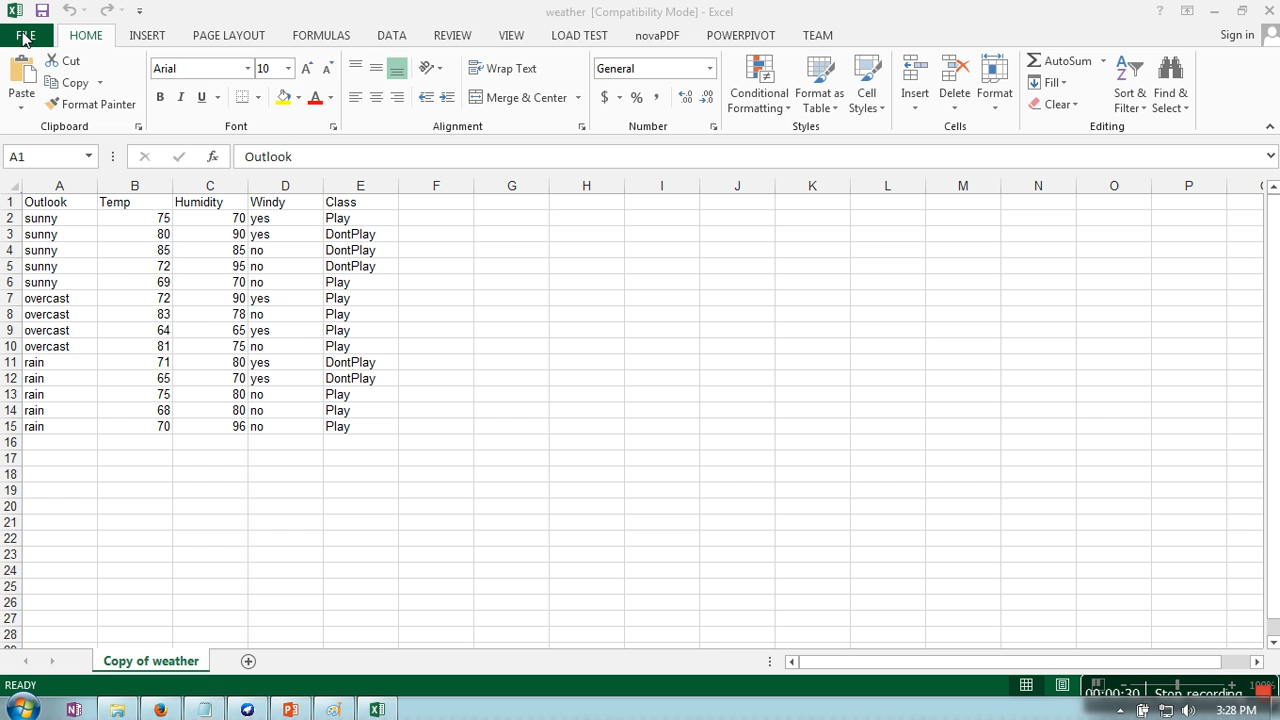 weather [Compatibility Mode] - Excel
?
FILE HOME INSERT PAGE LAYOUT FORMULAS DATA REVIEW VIEW LOAD TEST novaPDF POWERPIVOT TEAM Sign in
Paste Cut Copy Format Painter Clipboard
Arial 10 B I U A Font
Wrap Text Merge & Center Alignment
General $ % , Number
Conditional Formatting Format as Table Cell Styles Styles
Insert Delete Format Cells
AutoSum Fill Clear Sort & Filter Find & Select Editing
A1 fx Outlook
A B C D E F G H I J K L M N O P
1 Outlook Temp Humidity Windy Class
2 sunny 75 70 yes Play
3 sunny 80 90 yes DontPlay
4 sunny 85 85 no DontPlay
5 sunny 72 95 no DontPlay
6 sunny 69 70 no Play
7 overcast 72 90 yes Play
8 overcast 83 78 no Play
9 overcast 64 65 yes Play
10 overcast 81 75 no Play
11 rain 71 80 yes DontPlay
12 rain 65 70 yes DontPlay
13 rain 75 80 no Play
14 rain 68 80 no Play
15 rain 70 96 no Play
16
17
18
19
20
21
22
23
24
25
26
27
28
Copy of weather
READY 100%
00:00:30 Stop recording
3:28 PM